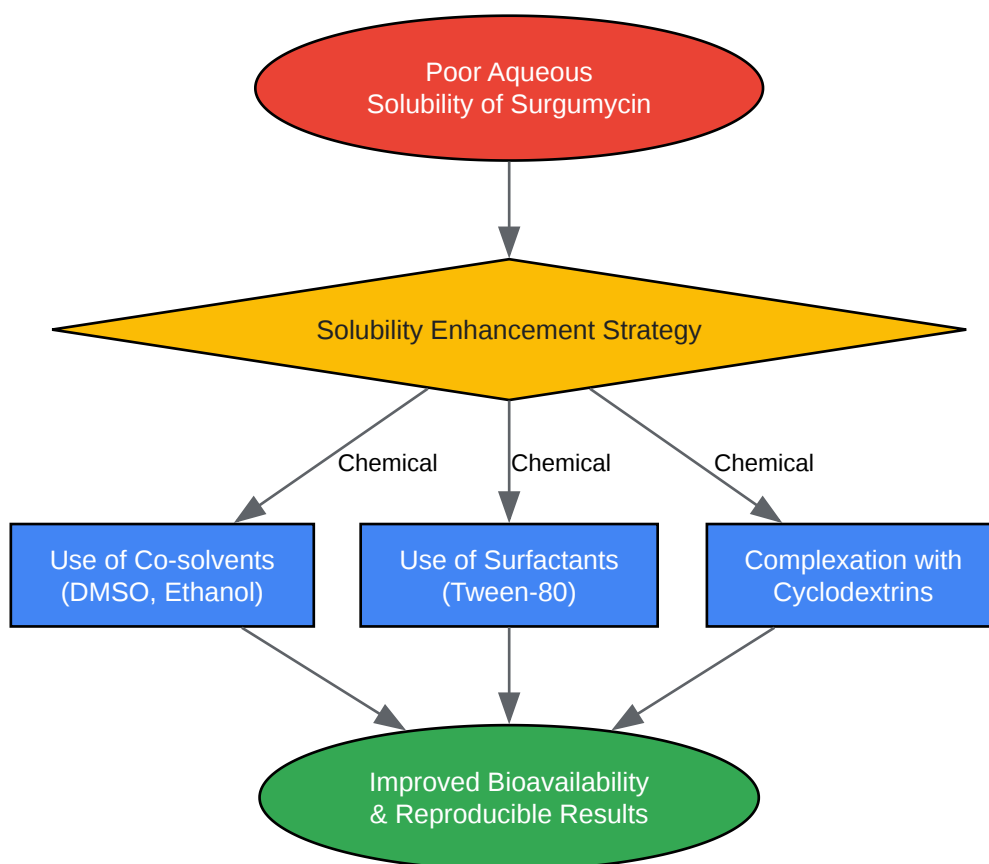 Poor Aqueous
Solubility of Surgumycin
Solubility Enhancement Strategy
Chemical
Chemical
Chemical
Use of Co-solvents
(DMSO, Ethanol)
Use of Surfactants
(Tween-80)
Complexation with
Cyclodextrins
Improved Bioavailability
& Reproducible Results